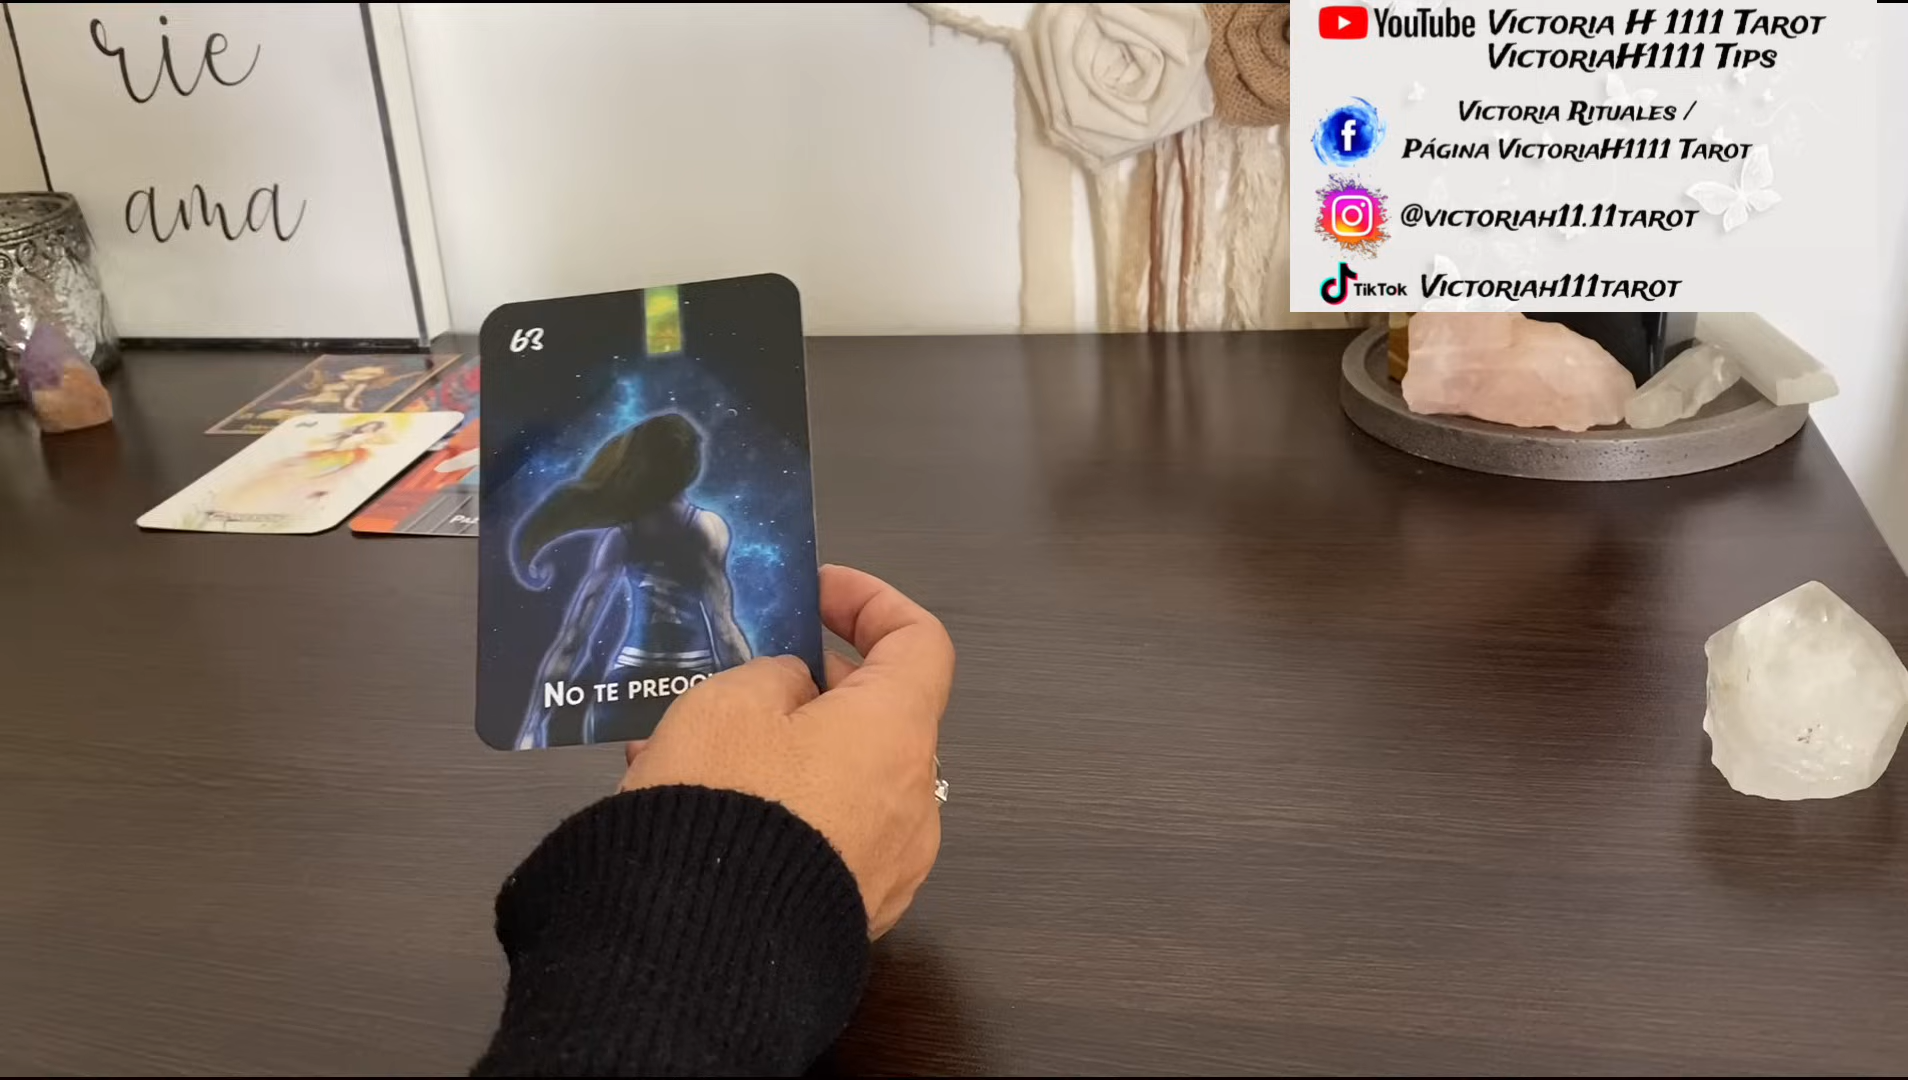 rie
ama
YouTube Victoria H 1111 Tarot
VictoriaH1111 Tips
Victoria Rituales /
Página VictoriaH1111 Tarot
@victoriah11.11tarot
TikTok Victoriah111tarot
63
No te preoc